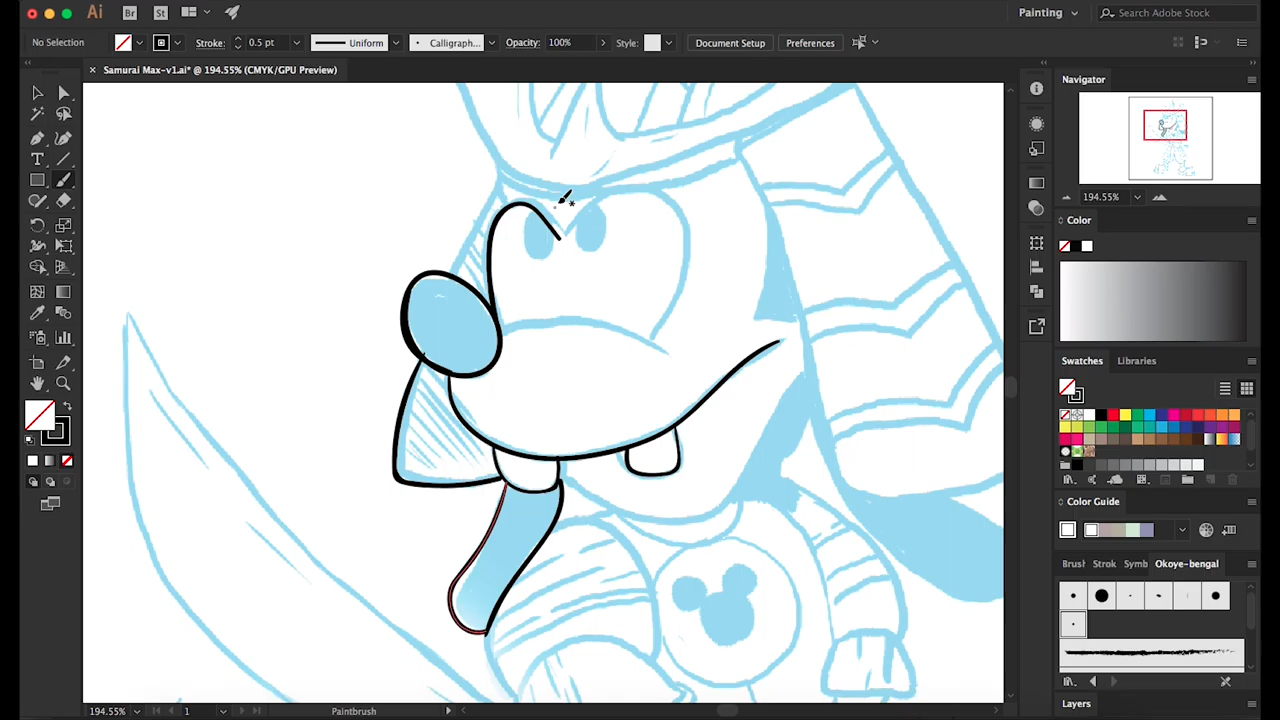 Ai Br St Painting Search Adobe Stock
No Selection Stroke: 0.5 pt Uniform Calligraph... Opacity: 100% Style: Document Setup Preferences
Samurai Max-v1.ai* @ 194.55% (CMYK/GPU Preview)
Navigator
194.55%
Color
Swatches Libraries
Color Guide
Brush Strok Symb Okoye-bengal
Layers
194.55% 1 Paintbrush